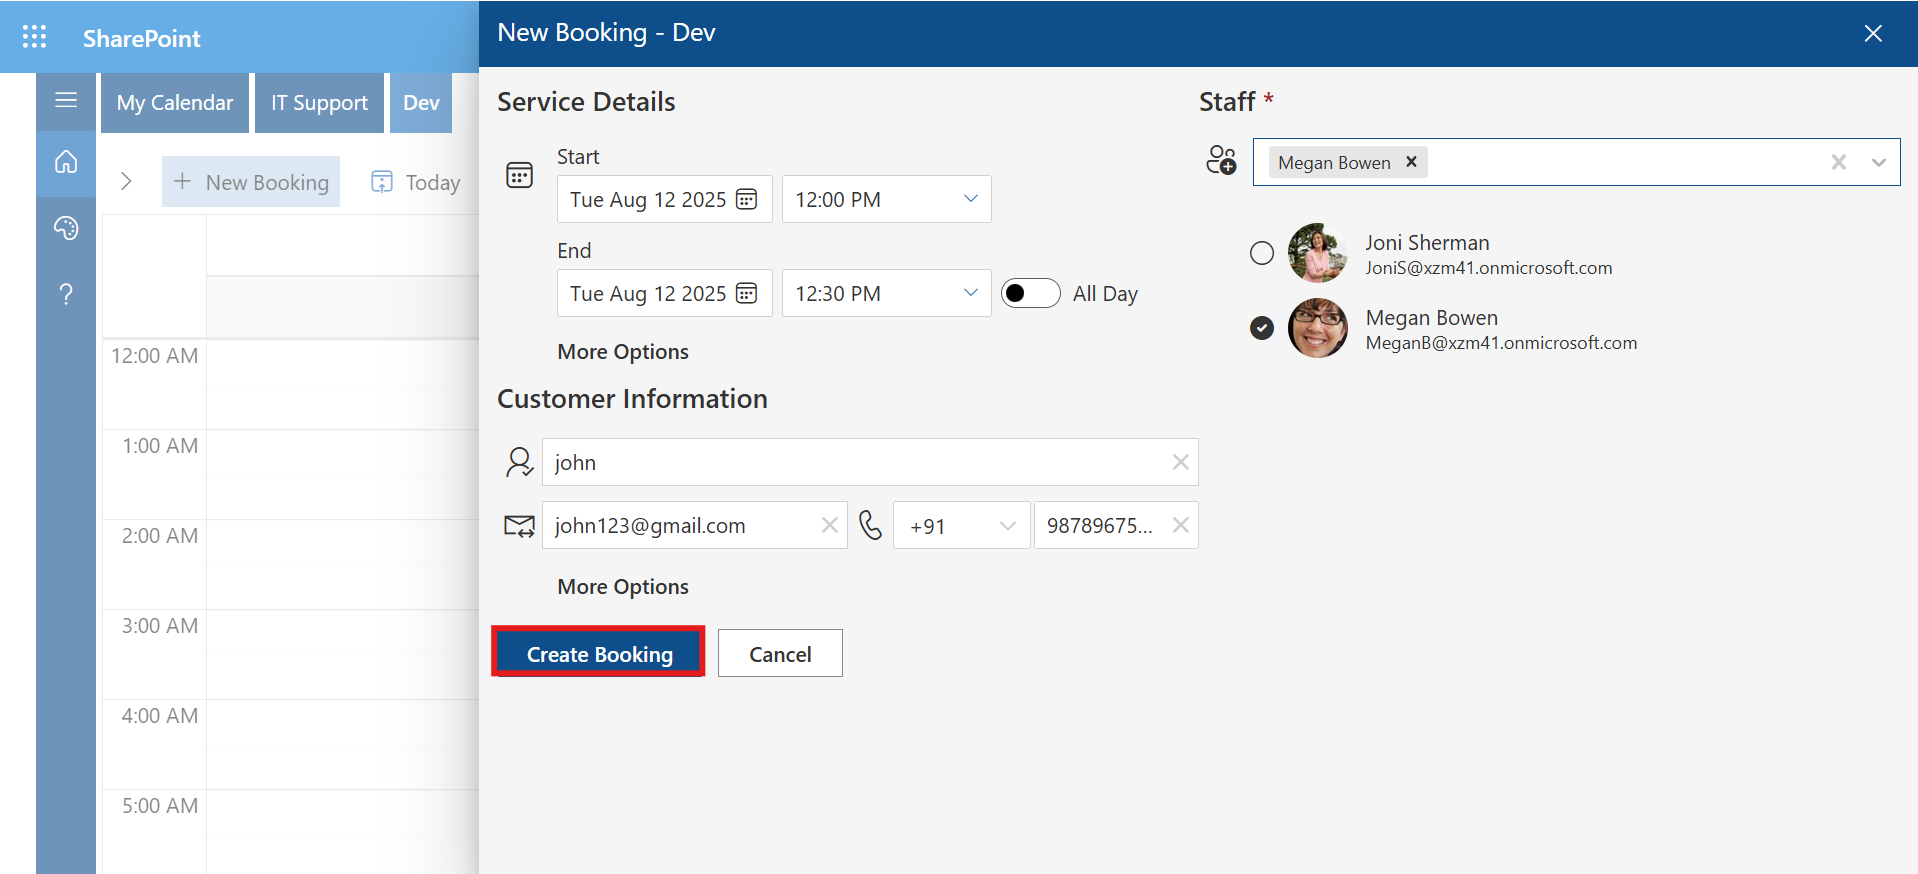 SharePoint
My Calendar
IT Support
Dev
New Booking
Today
12:00 AM
1:00 AM
2:00 AM
3:00 AM
4:00 AM
5:00 AM
New Booking - Dev
Service Details
Start
Tue Aug 12 2025
12:00 PM
End
Tue Aug 12 2025
12:30 PM
All Day
More Options
Customer Information
john
john123@gmail.com
+91
98789675...
More Options
Create Booking
Cancel
Staff *
Megan Bowen
Joni Sherman
JoniS@xzm41.onmicrosoft.com
Megan Bowen
MeganB@xzm41.onmicrosoft.com